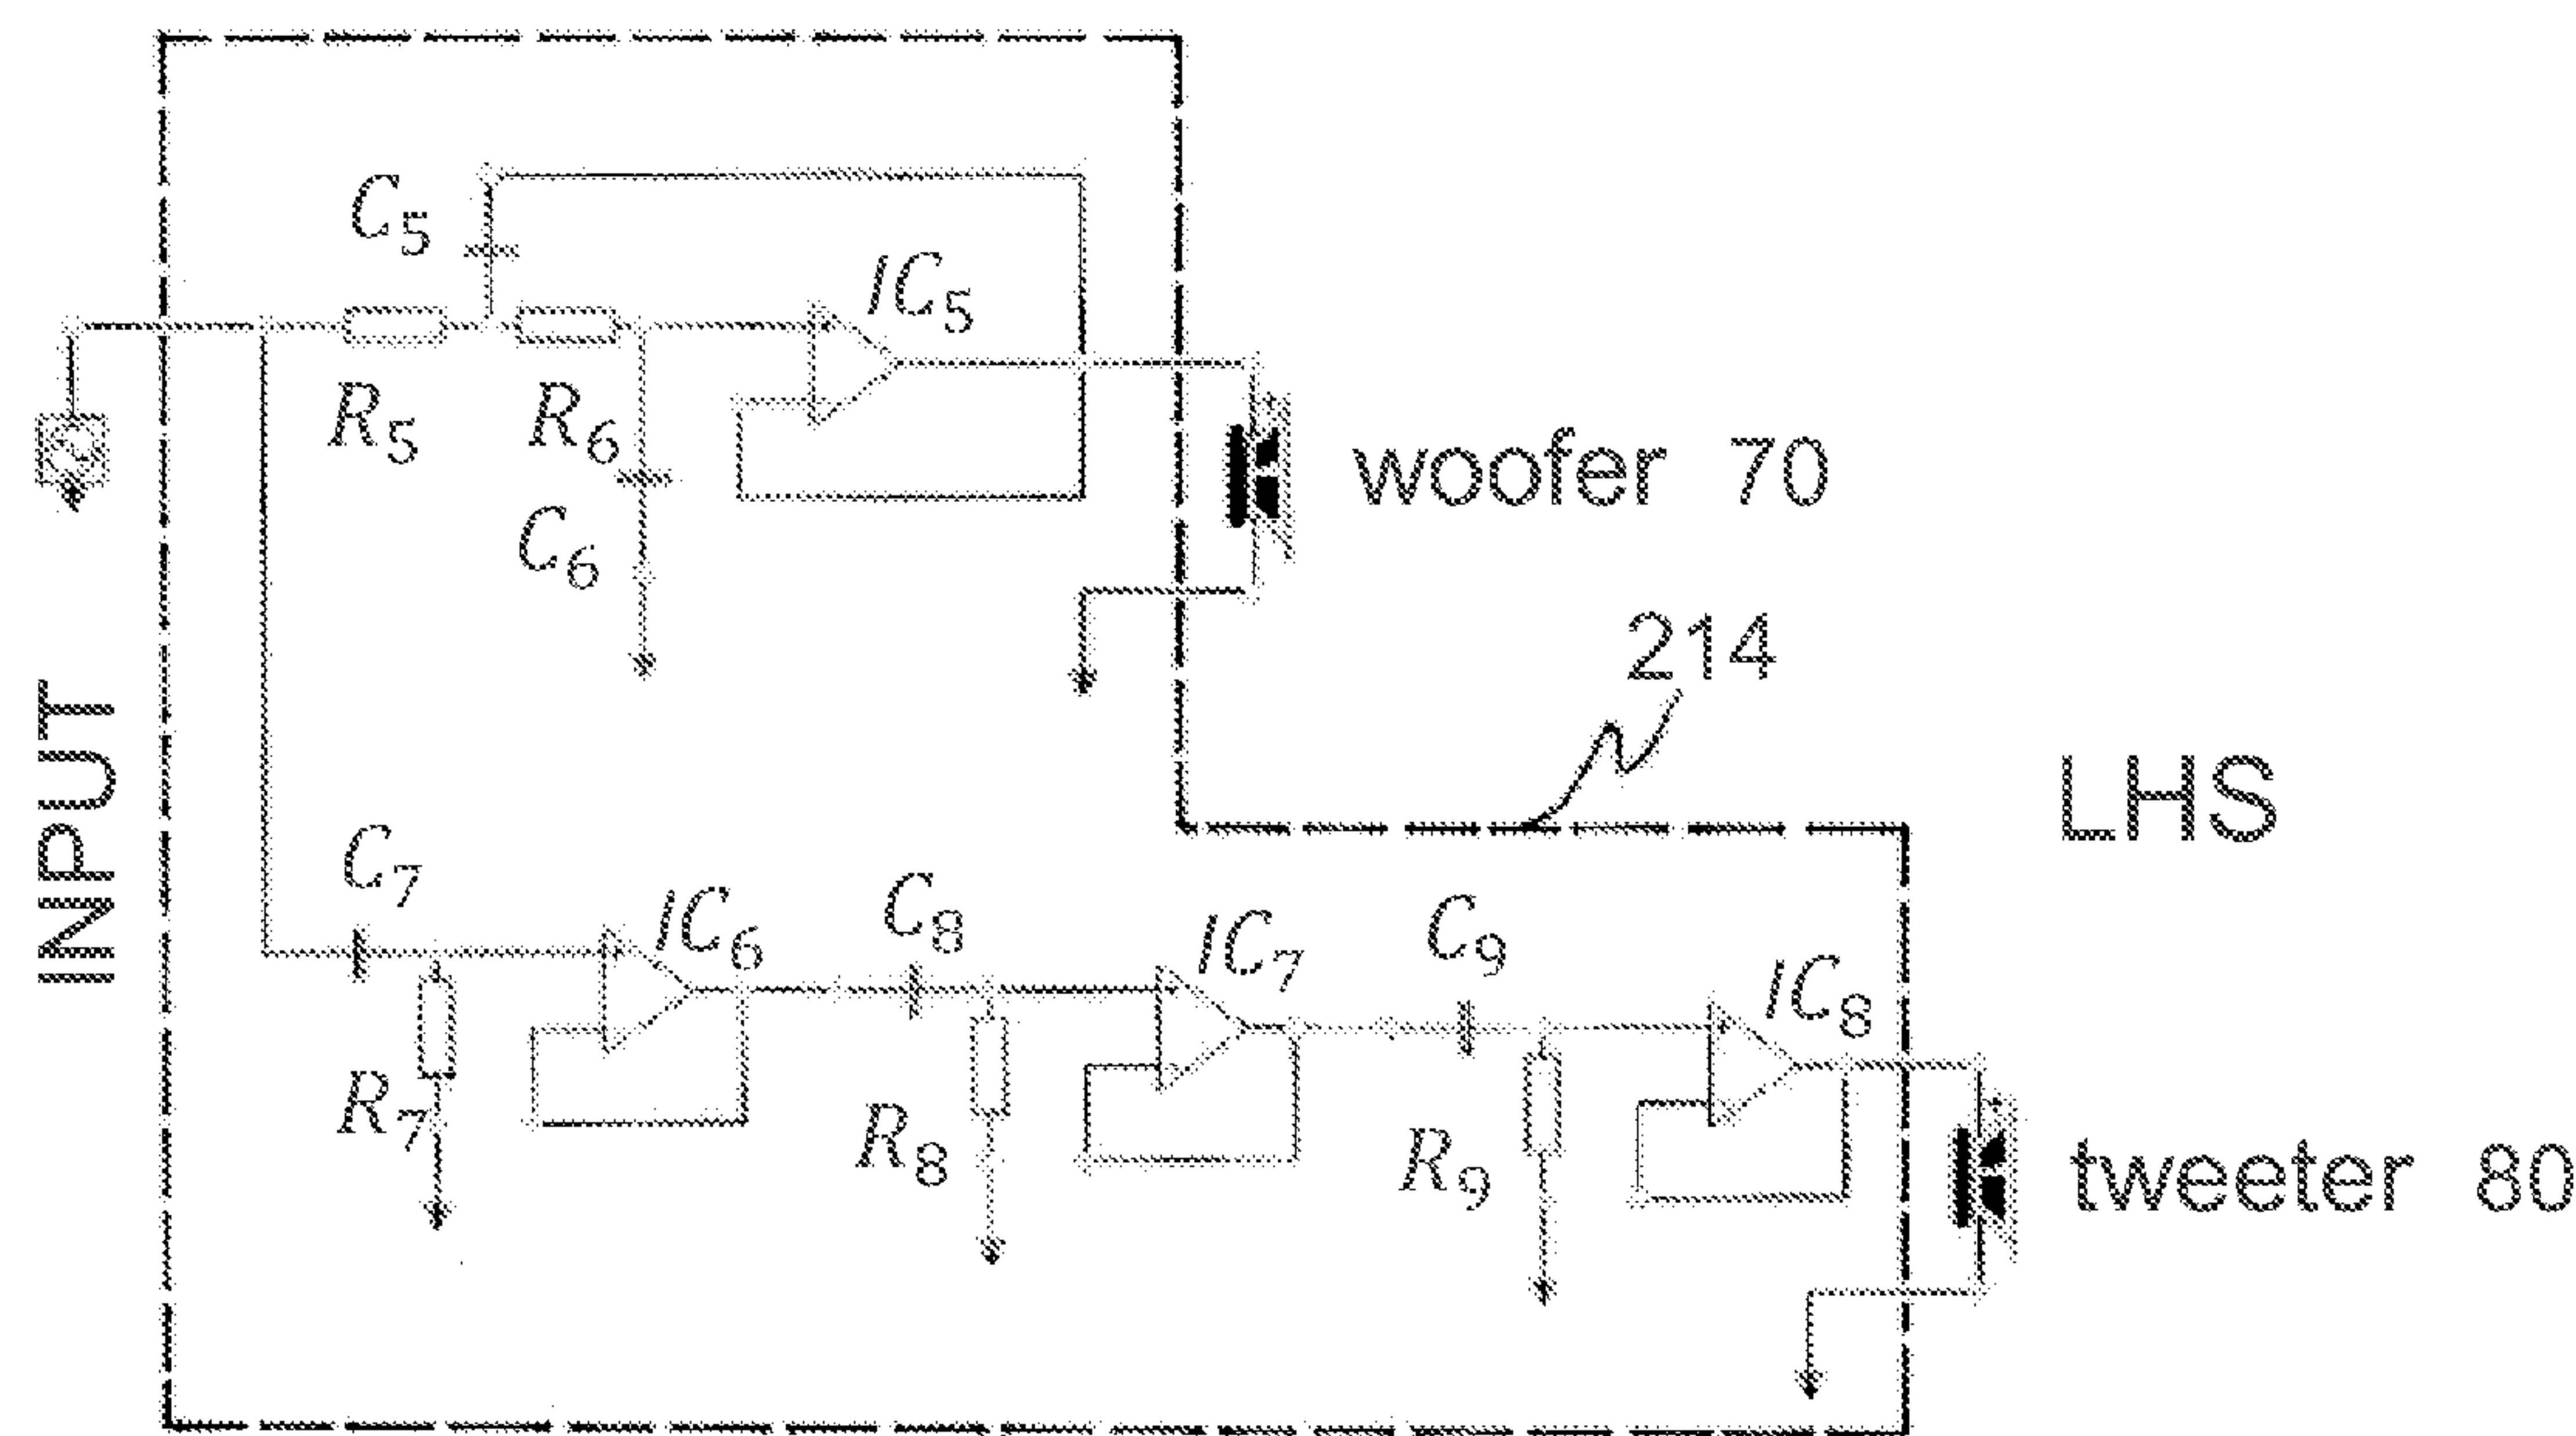 C₅
IC₅
R₅
R₆
C₆
woofer 70
214
INPUT
LHS
C₇
IC₆
C₈
IC₇
C₉
IC₈
R₇
R₈
R₉
tweeter 80